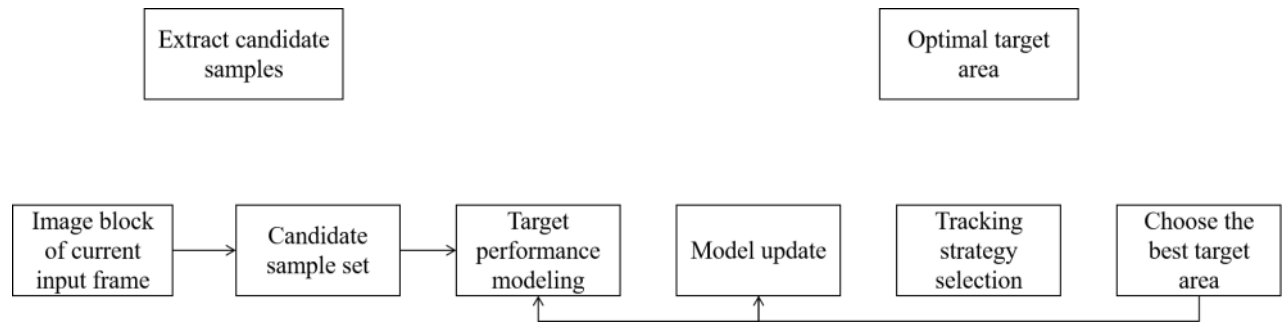 Extract candidate
samples
Optimal target
area
Image block
of current
input frame
Candidate
sample set
Target
performance
modeling
Model update
Tracking
strategy
selection
Choose the
best target
area